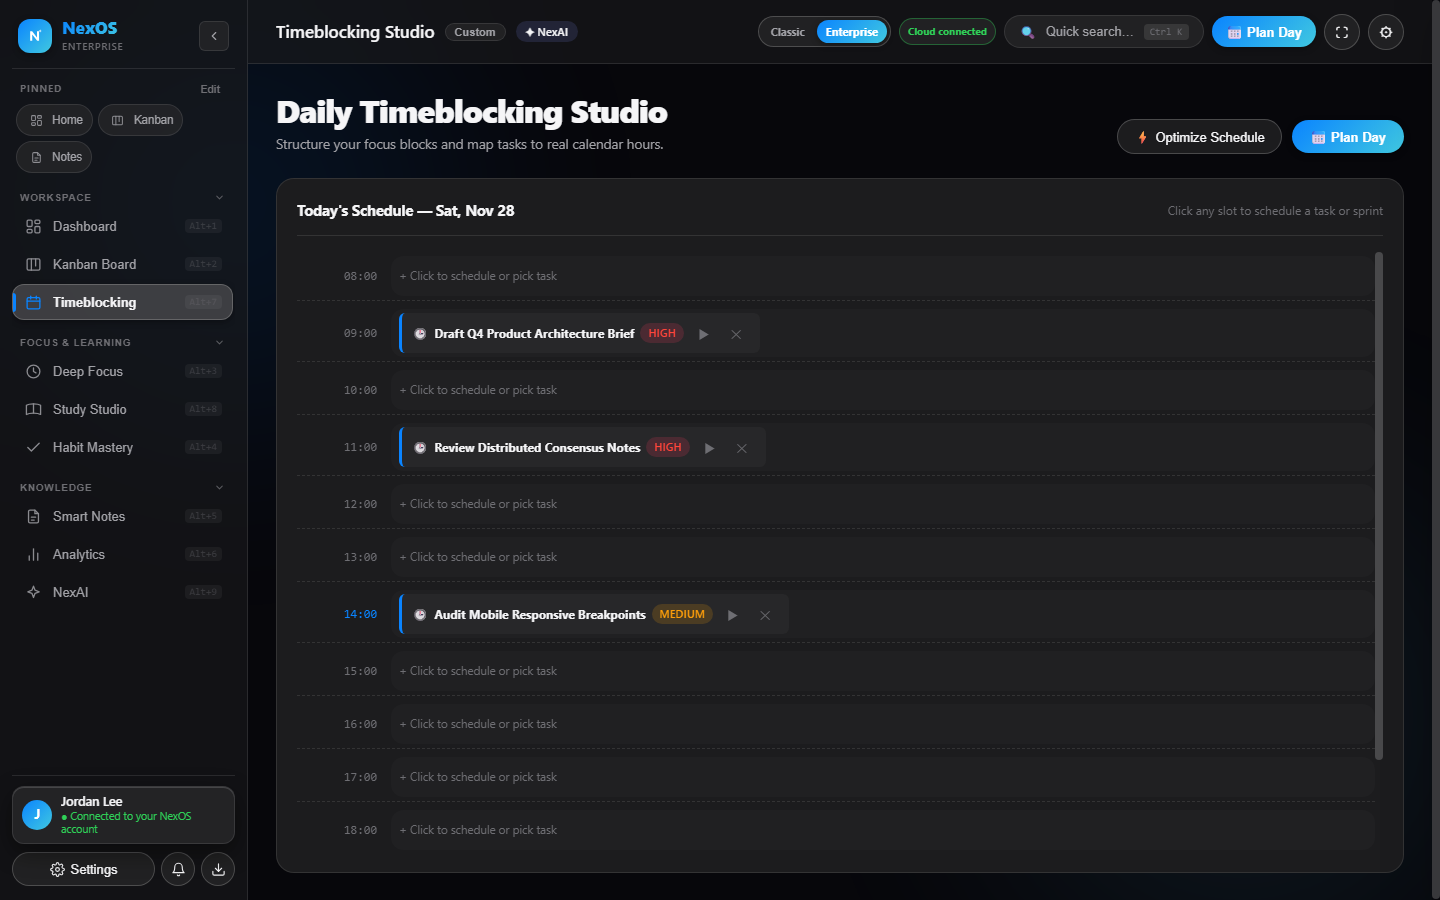 NexOS
ENTERPRISE
PINNED
Edit
Home
Kanban
Notes
WORKSPACE
Dashboard
Alt+1
Kanban Board
Alt+2
Timeblocking
Alt+7
FOCUS & LEARNING
Deep Focus
Alt+3
Study Studio
Alt+8
Habit Mastery
Alt+4
KNOWLEDGE
Smart Notes
Alt+5
Analytics
Alt+6
NexAI
Alt+9
J
Jordan Lee
● Connected to your NexOS
account
Settings
Timeblocking Studio
Custom
✦ NexAI
Classic
Enterprise
Cloud connected
Quick search...
Ctrl K
Plan Day
Daily Timeblocking Studio
Structure your focus blocks and map tasks to real calendar hours.
Optimize Schedule
Plan Day
Today's Schedule — Sat, Nov 28
Click any slot to schedule a task or sprint
08:00 + Click to schedule or pick task
09:00 Draft Q4 Product Architecture Brief HIGH
10:00 + Click to schedule or pick task
11:00 Review Distributed Consensus Notes HIGH
12:00 + Click to schedule or pick task
13:00 + Click to schedule or pick task
14:00 Audit Mobile Responsive Breakpoints MEDIUM
15:00 + Click to schedule or pick task
16:00 + Click to schedule or pick task
17:00 + Click to schedule or pick task
18:00 + Click to schedule or pick task